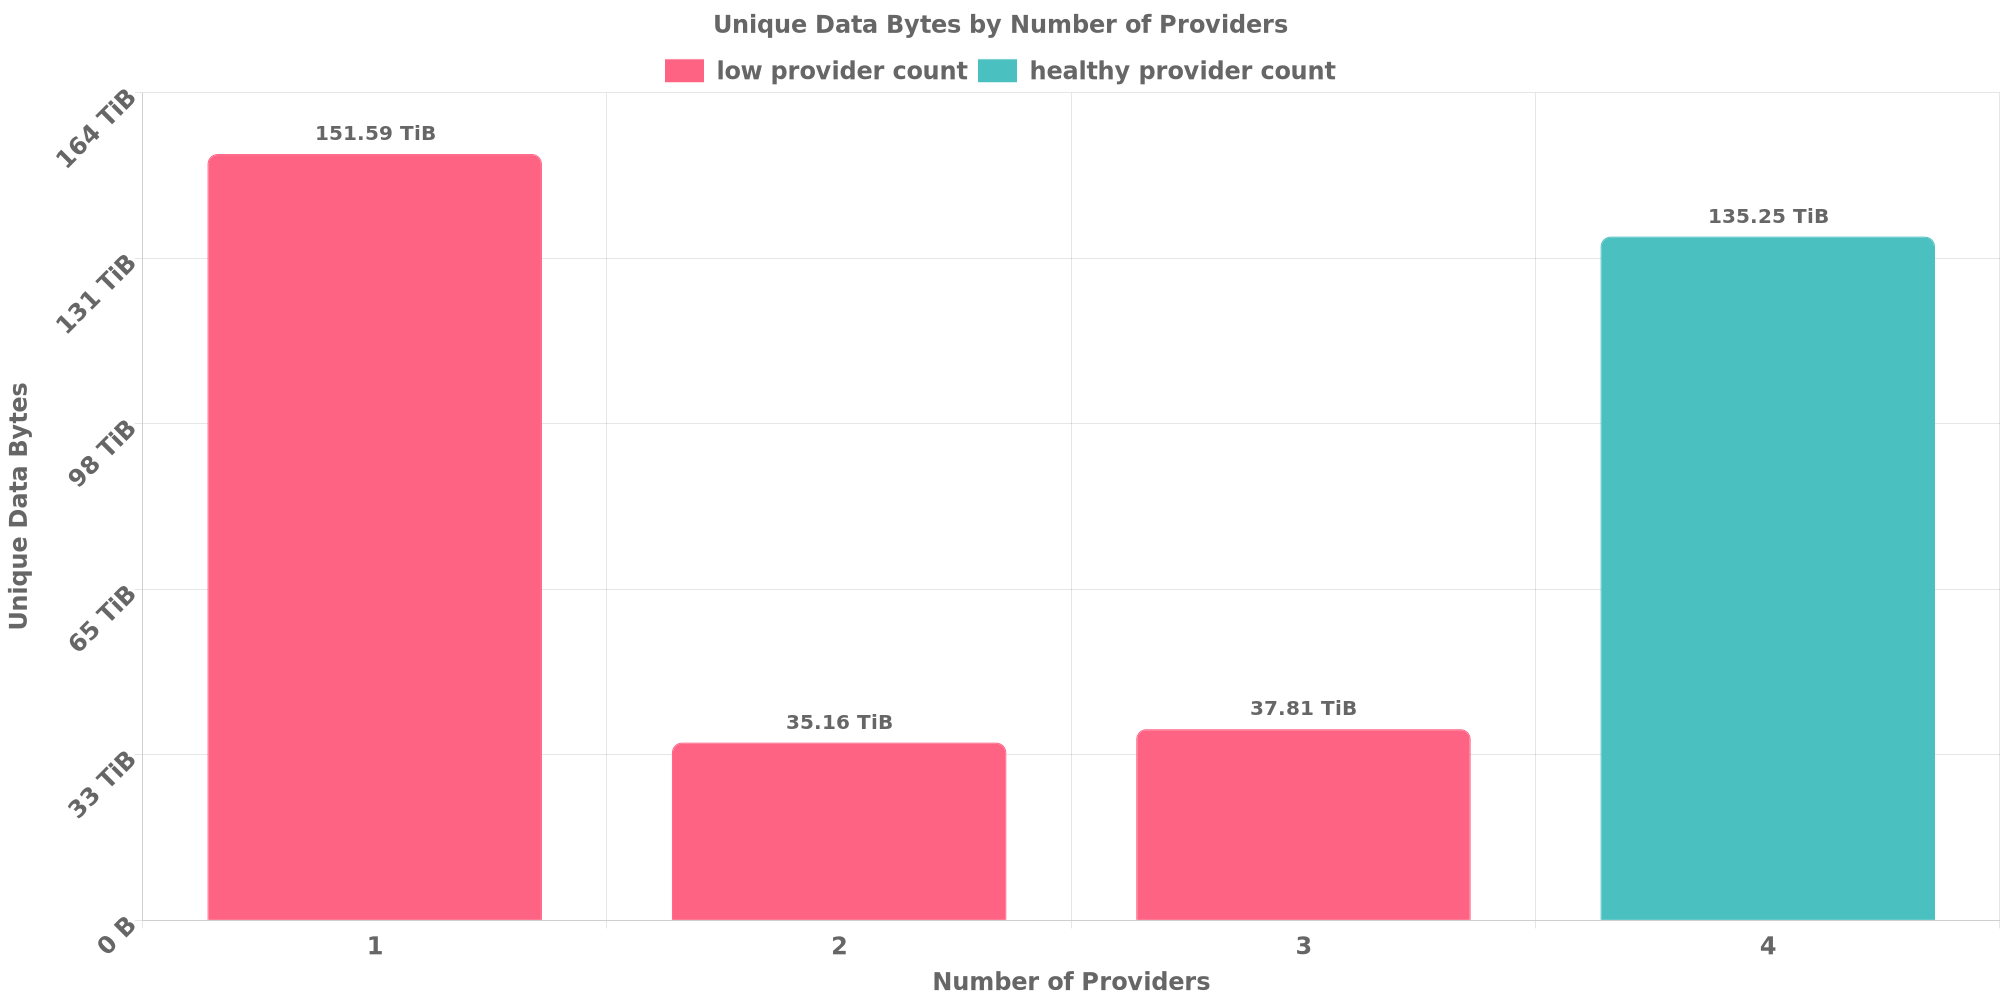 Unique Data Bytes by Number of Providers
low provider count healthy provider count
164 TiB
131 TiB
98 TiB
65 TiB
33 TiB
0 B
Unique Data Bytes
151.59 TiB
35.16 TiB
37.81 TiB
135.25 TiB
1 2 3 4
Number of Providers